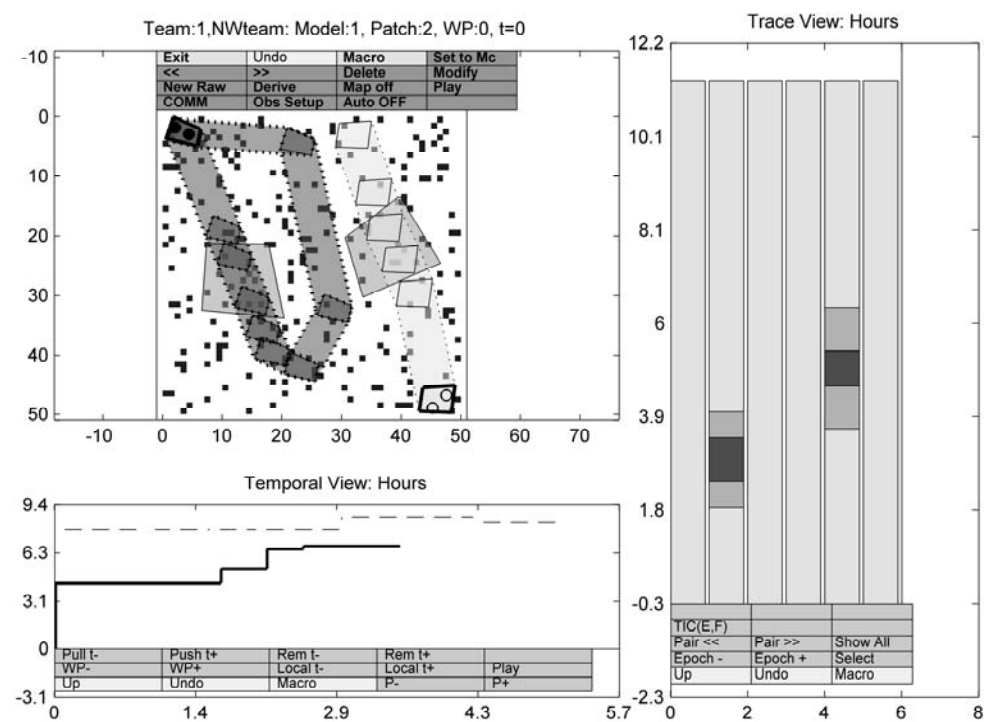 Team:1,NWteam: Model:1, Patch:2, WP:0, t=0
-10
Exit Undo Macro Set to Mc
<< >> Delete Modify
New Raw Derive Map off Play
COMM Obs Setup Auto OFF
0
10
20
30
40
50
-10 0 10 20 30 40 50 60 70
Temporal View: Hours
9.4
6.3
3.1
0
-3.1
Pull t- Push t+ Rem t- Rem t+
WP- WP+ Local t- Local t+ Play
Up Undo Macro P- P+
0 1.4 2.9 4.3 5.7
Trace View: Hours
12.2
10.1
8.1
6
3.9
1.8
-0.3
-2.3
TIC(E,F)
Pair << Pair >> Show All
Epoch - Epoch + Select
Up Undo Macro
0 2 4 6 8